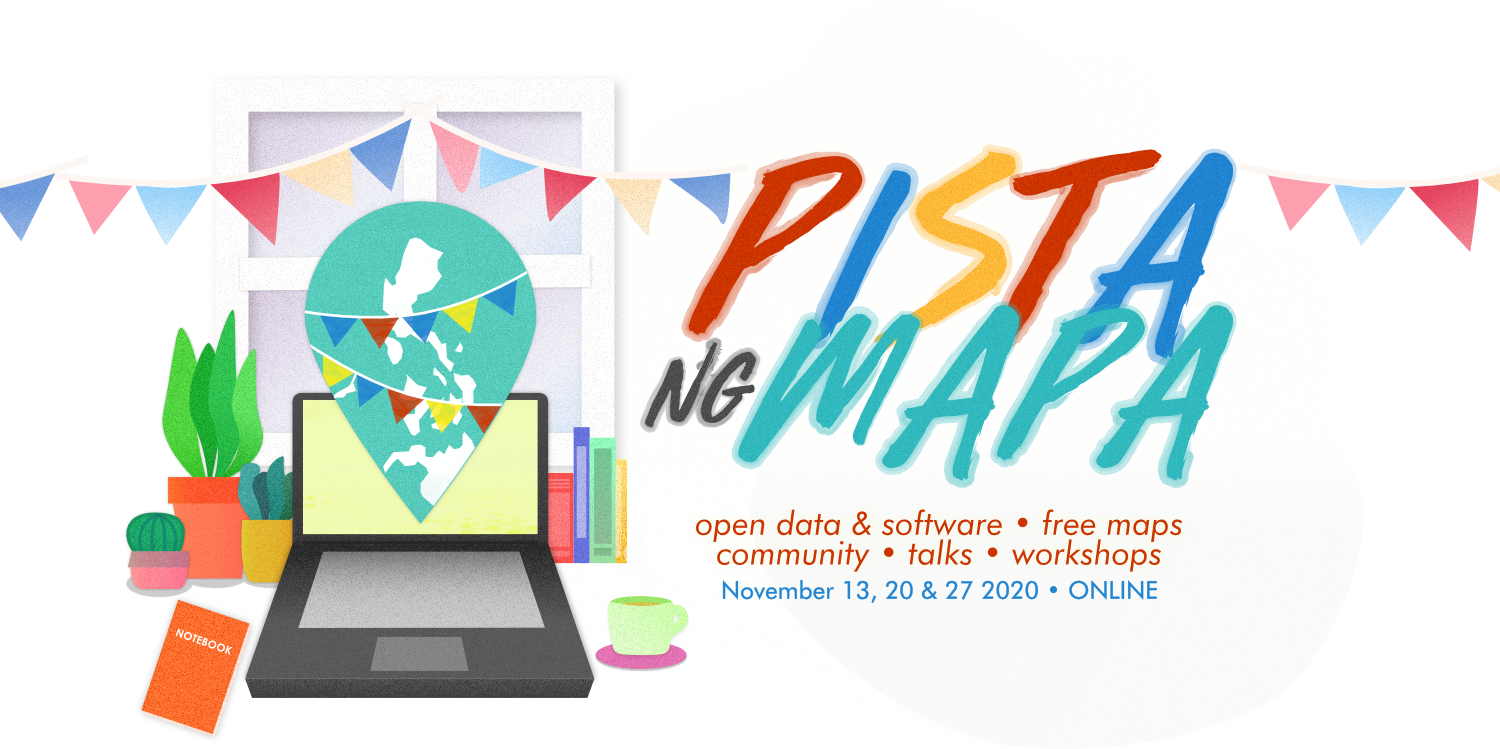 PISTA
NG MAPA
open data & software • free maps
community • talks • workshops
November 13, 20 & 27 2020 • ONLINE
NOTEBOOK